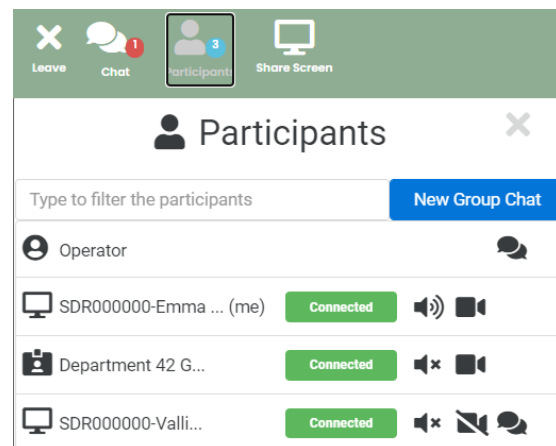 1
3
Leave
Chat
Participants
Share Screen
Participants
Type to filter the participants
New Group Chat
Operator
SDR000000-Emma ... (me)
Connected
Department 42 G...
Connected
SDR000000-Valli...
Connected